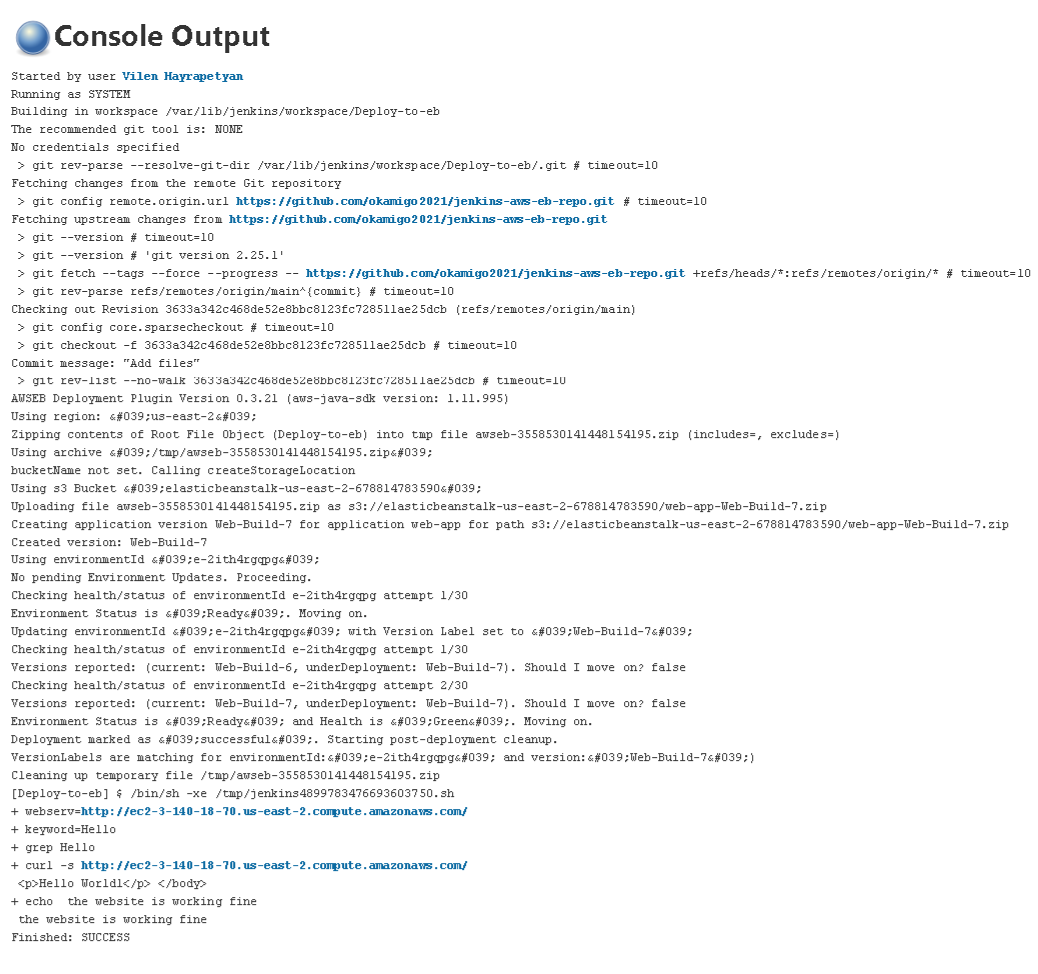 Console Output
Started by user Vilen Hayrapetyan
Running as SYSTEM
Building in workspace /var/lib/jenkins/workspace/Deploy-to-eb
The recommended git tool is: NONE
No credentials specified
> git rev-parse --resolve-git-dir /var/lib/jenkins/workspace/Deploy-to-eb/.git # timeout=10
Fetching changes from the remote Git repository
> git config remote.origin.url https://github.com/okamigo2021/jenkins-aws-eb-repo.git # timeout=10
Fetching upstream changes from https://github.com/okamigo2021/jenkins-aws-eb-repo.git
> git --version # timeout=10
> git --version # 'git version 2.25.1'
> git fetch --tags --force --progress -- https://github.com/okamigo2021/jenkins-aws-eb-repo.git +refs/heads/*:refs/remotes/origin/* # timeout=10
> git rev-parse refs/remotes/origin/main^{commit} # timeout=10
Checking out Revision 3633a342c468de52e8bbc8123fc728511ae25dcb (refs/remotes/origin/main)
> git config core.sparsecheckout # timeout=10
> git checkout -f 3633a342c468de52e8bbc8123fc728511ae25dcb # timeout=10
Commit message: "Add files"
> git rev-list --no-walk 3633a342c468de52e8bbc8123fc728511ae25dcb # timeout=10
AWSEB Deployment Plugin Version 0.3.21 (aws-java-sdk version: 1.11.995)
Using region: &#039;us-east-2&#039;
Zipping contents of Root File Object (Deploy-to-eb) into tmp file awseb-3558530141448154195.zip (includes=, excludes=)
Using archive &#039;/tmp/awseb-3558530141448154195.zip&#039;
bucketName not set. Calling createStorageLocation
Using s3 Bucket &#039;elasticbeanstalk-us-east-2-678814783590&#039;
Uploading file awseb-3558530141448154195.zip as s3://elasticbeanstalk-us-east-2-678814783590/web-app-Web-Build-7.zip
Creating application version Web-Build-7 for application web-app for path s3://elasticbeanstalk-us-east-2-678814783590/web-app-Web-Build-7.zip
Created version: Web-Build-7
Using environmentId &#039;e-2ith4rgqpg&#039;
No pending Environment Updates. Proceeding.
Checking health/status of environmentId e-2ith4rgqpg attempt 1/30
Environment Status is &#039;Ready&#039;. Moving on.
Updating environmentId &#039;e-2ith4rgqpg&#039; with Version Label set to &#039;Web-Build-7&#039;
Checking health/status of environmentId e-2ith4rgqpg attempt 1/30
Versions reported: (current: Web-Build-6, underDeployment: Web-Build-7). Should I move on? false
Checking health/status of environmentId e-2ith4rgqpg attempt 2/30
Versions reported: (current: Web-Build-7, underDeployment: Web-Build-7). Should I move on? false
Environment Status is &#039;Ready&#039; and Health is &#039;Green&#039;. Moving on.
Deployment marked as &#039;successful&#039;. Starting post-deployment cleanup.
VersionLabels are matching for environmentId:&#039;e-2ith4rgqpg&#039; and version:&#039;Web-Build-7&#039;)
Cleaning up temporary file /tmp/awseb-3558530141448154195.zip
[Deploy-to-eb] $ /bin/sh -xe /tmp/jenkins4899783476693603750.sh
+ webserv=http://ec2-3-140-18-70.us-east-2.compute.amazonaws.com/
+ keyword=Hello
+ grep Hello
+ curl -s http://ec2-3-140-18-70.us-east-2.compute.amazonaws.com/
<p>Hello World1</p> </body>
+ echo  the website is working fine
the website is working fine
Finished: SUCCESS